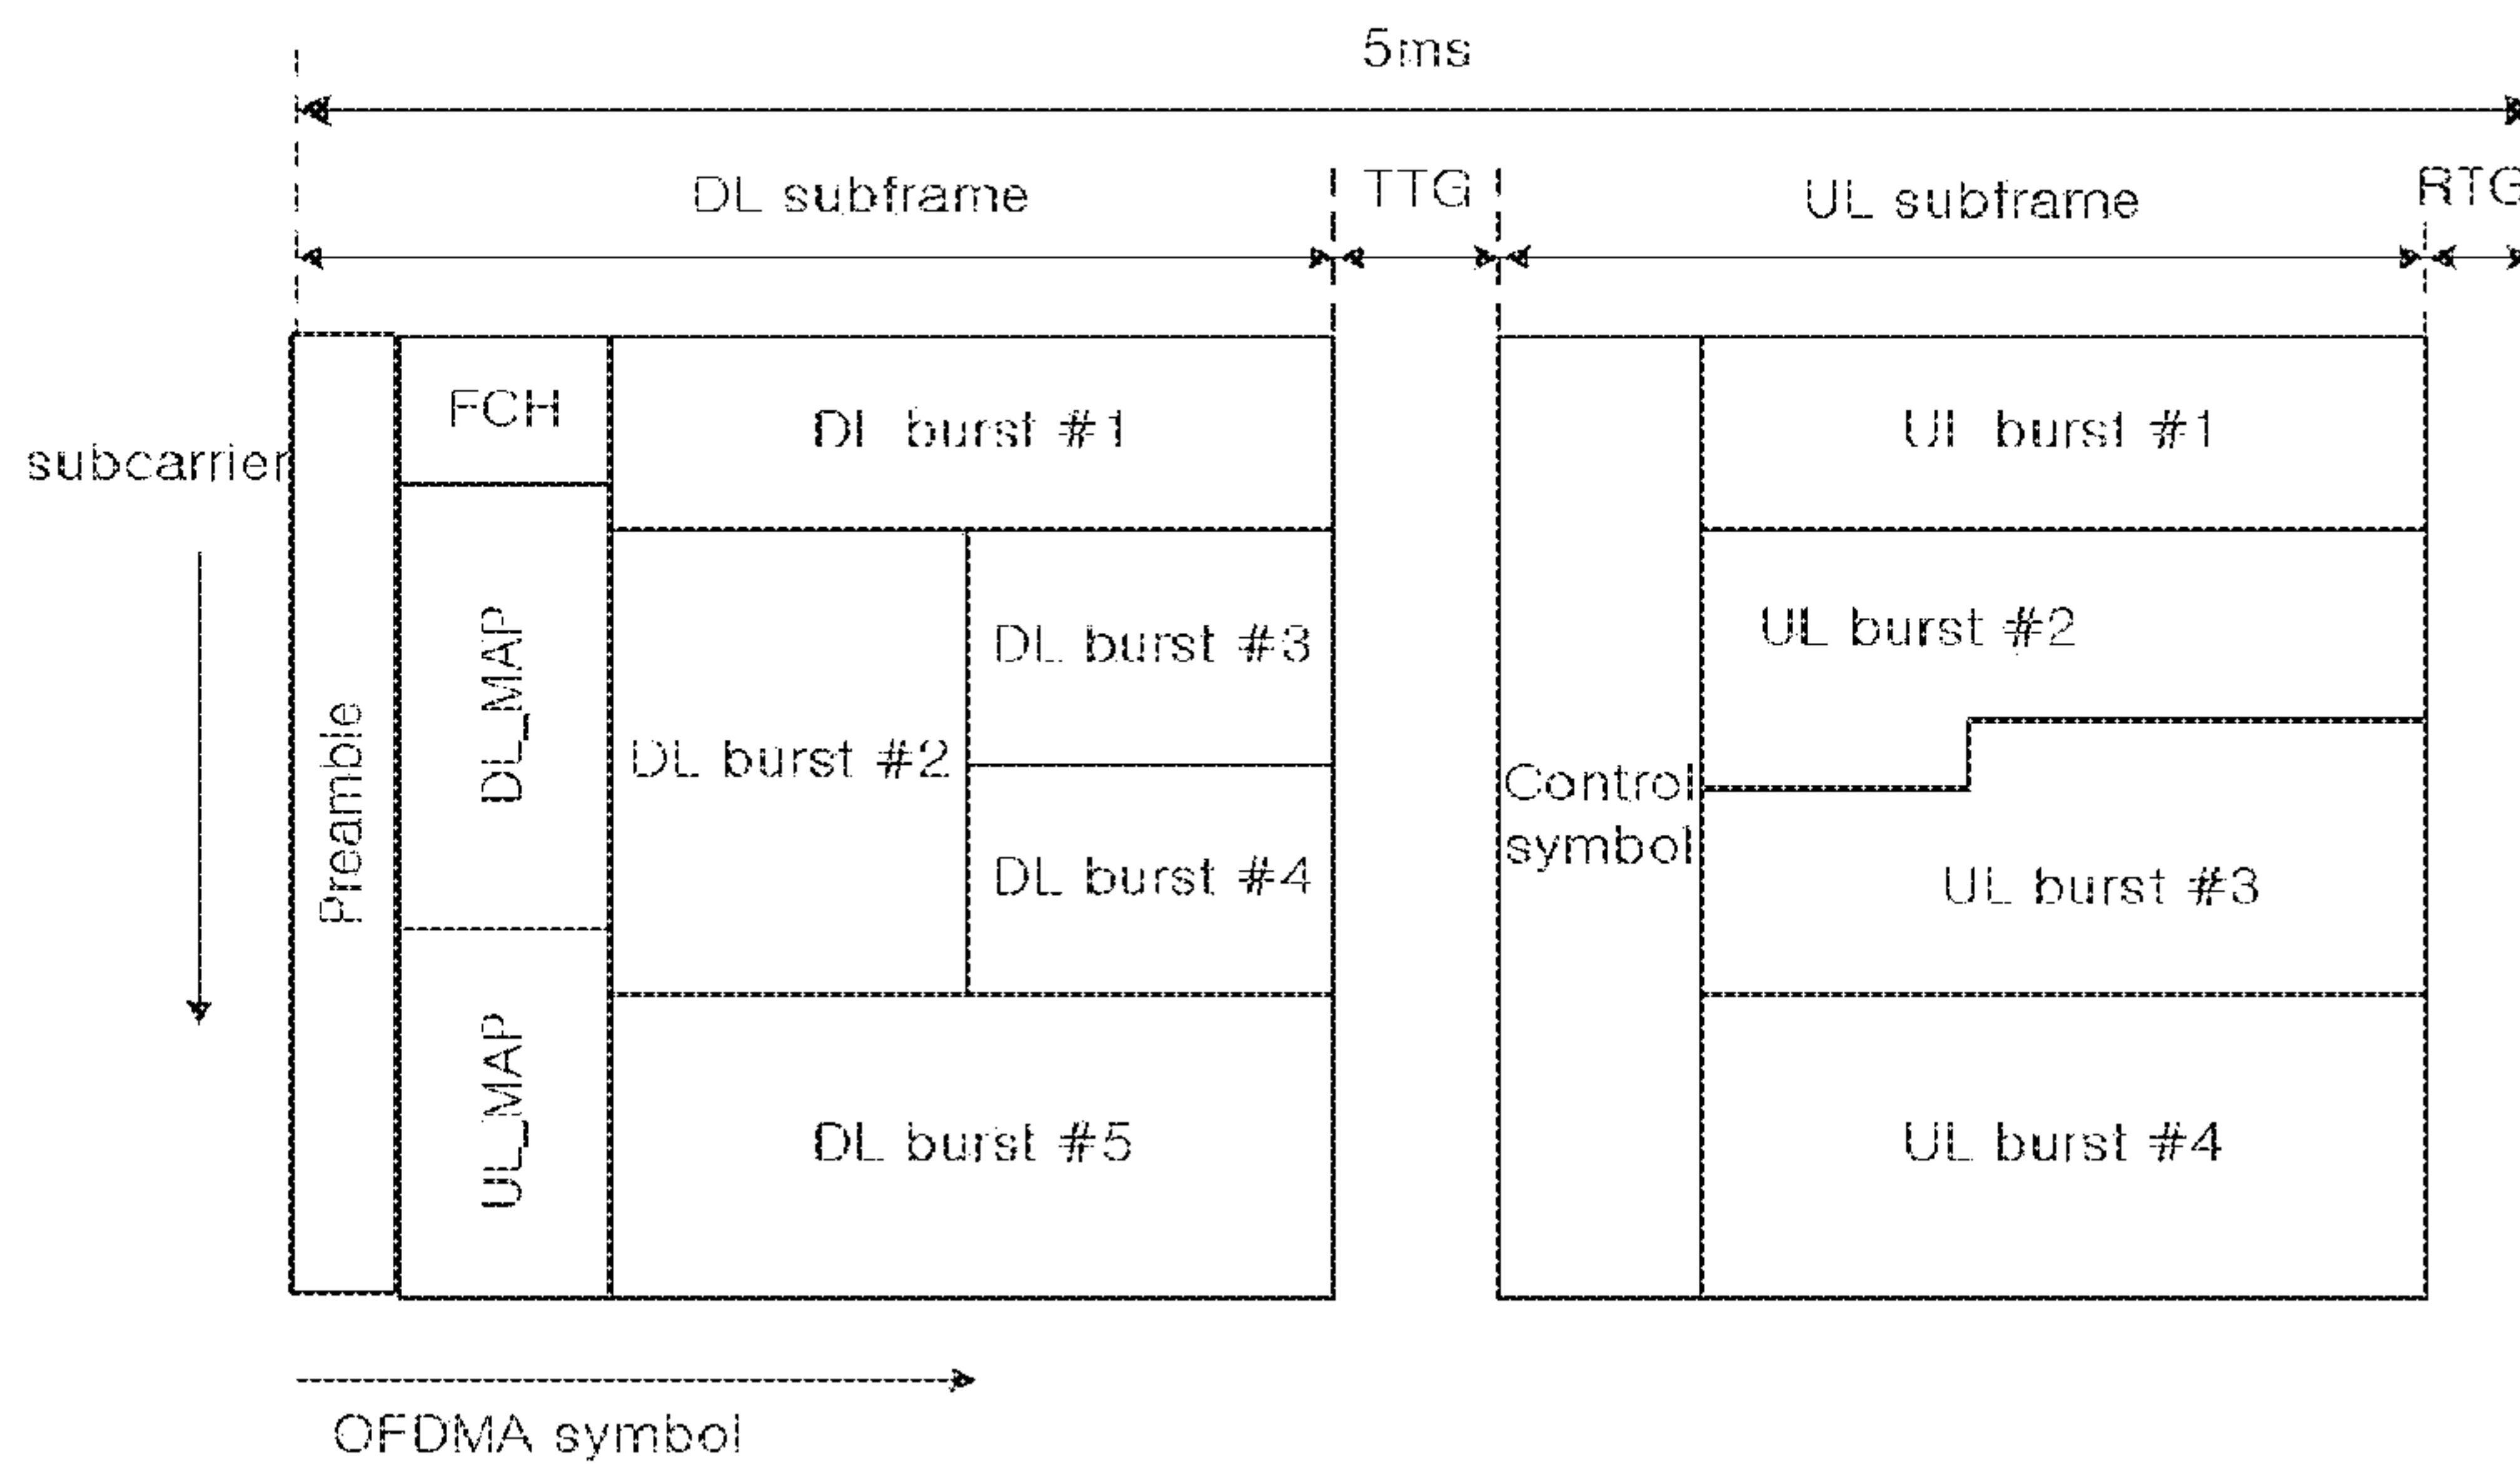 5ms
DL subframe
TTG
UL subframe
RTG
subcarrier
Preamble
FCH
DL_MAP
UL_MAP
DL burst #1
DL burst #2
DL burst #3
DL burst #4
DL burst #5
Control
symbol
UL burst #1
UL burst #2
UL burst #3
UL burst #4
OFDMA symbol